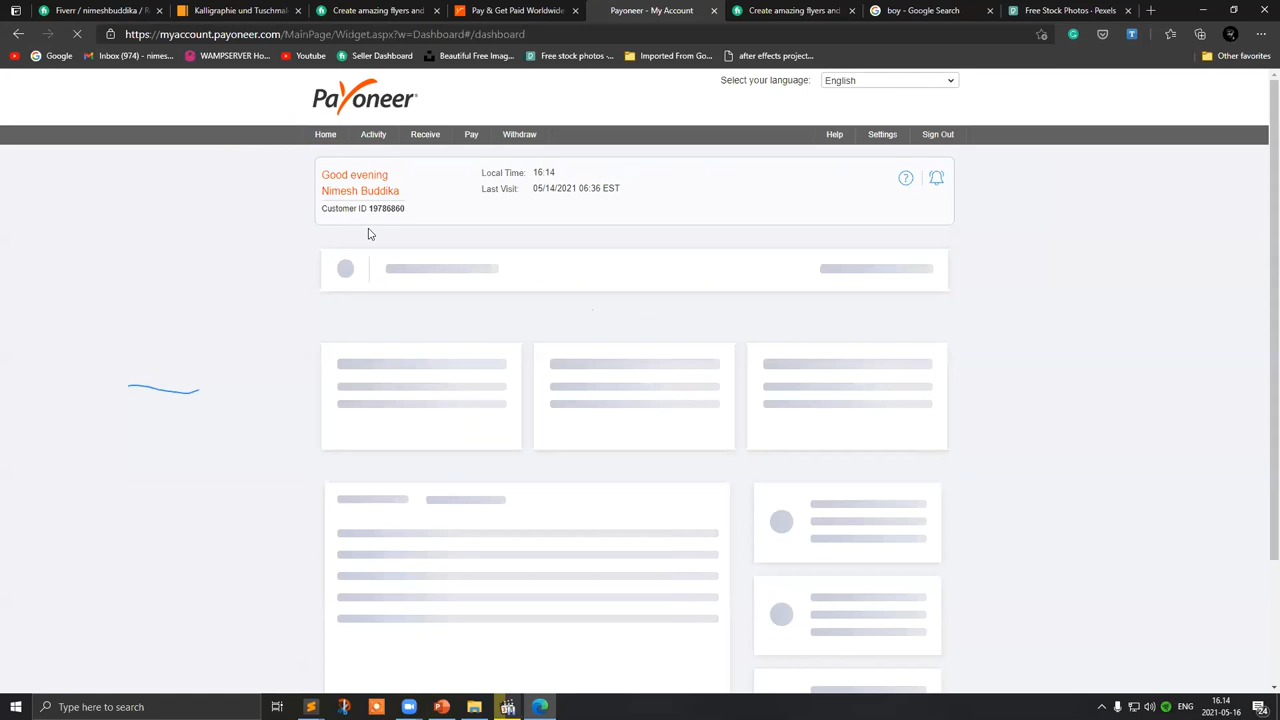 Fiverr / nimeshbuddika / Re
Kalligraphie und Tuschmale
Create amazing flyers and
Pay & Get Paid Worldwide
Payoneer - My Account
Create amazing flyers and
boy - Google Search
Free Stock Photos · Pexels
https://myaccount.payoneer.com/MainPage/Widget.aspx?w=Dashboard#/dashboard
Google
Inbox (974) - nimes...
WAMPSERVER Ho...
Youtube
Seller Dashboard
Beautiful Free Imag...
Free stock photos ·...
Imported From Go...
after effects project...
Other favorites
Payoneer
Select your language:
English
Home
Activity
Receive
Pay
Withdraw
Help
Settings
Sign Out
Good evening
Nimesh Buddika
Customer ID 19786860
Local Time: 16:14
Last Visit: 05/14/2021 06:36 EST
Type here to search
ENG
16.14
2021-05-16